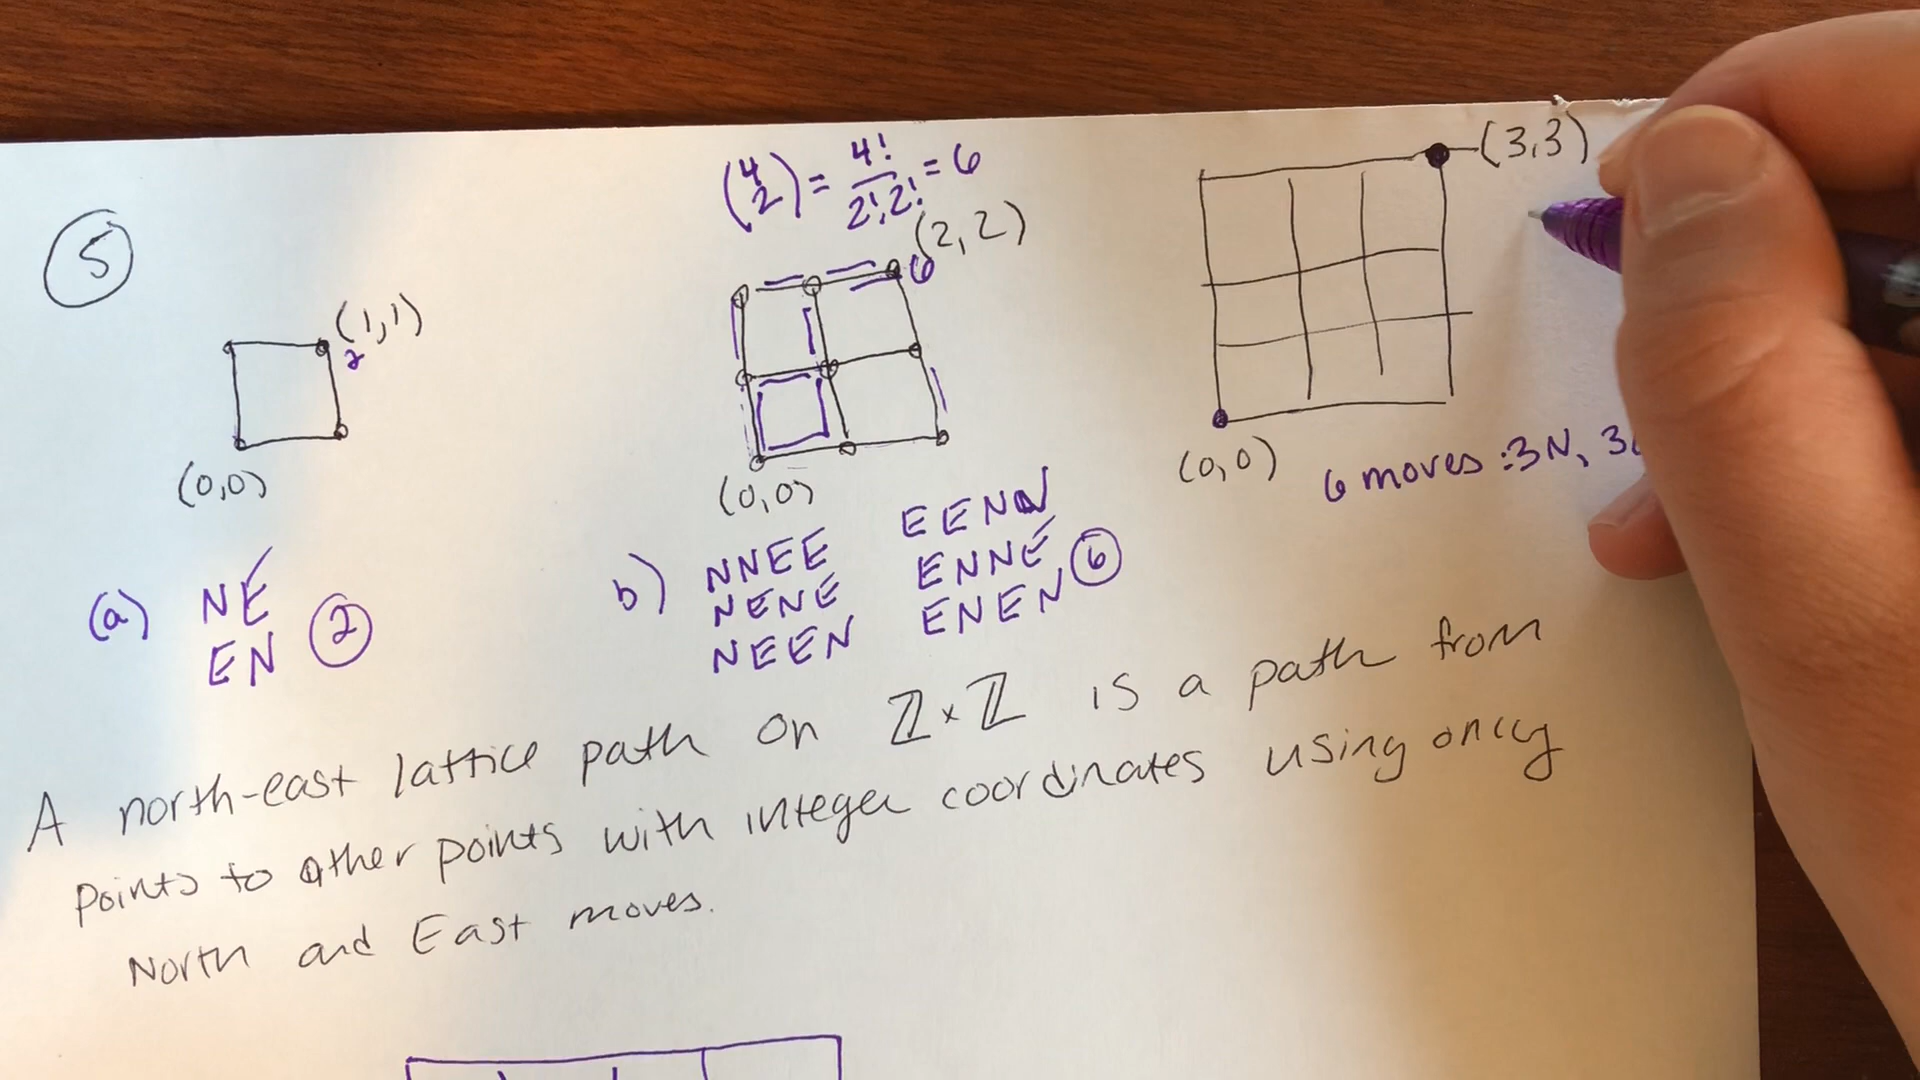 (4 2) = 4! / 2!2! = 6
(3,3)
5
(2,2)
6
(1,1)
2
(0,0)
(0,0)
(0,0)
6 moves: 3N, 3
(a) NE
EN 2
b) NNEE EENN
NENE ENNE 6
NEEN ENEN
A north-east lattice path on ℤ×ℤ is a path from
points to other points with integer coordinates using only
North and East moves.